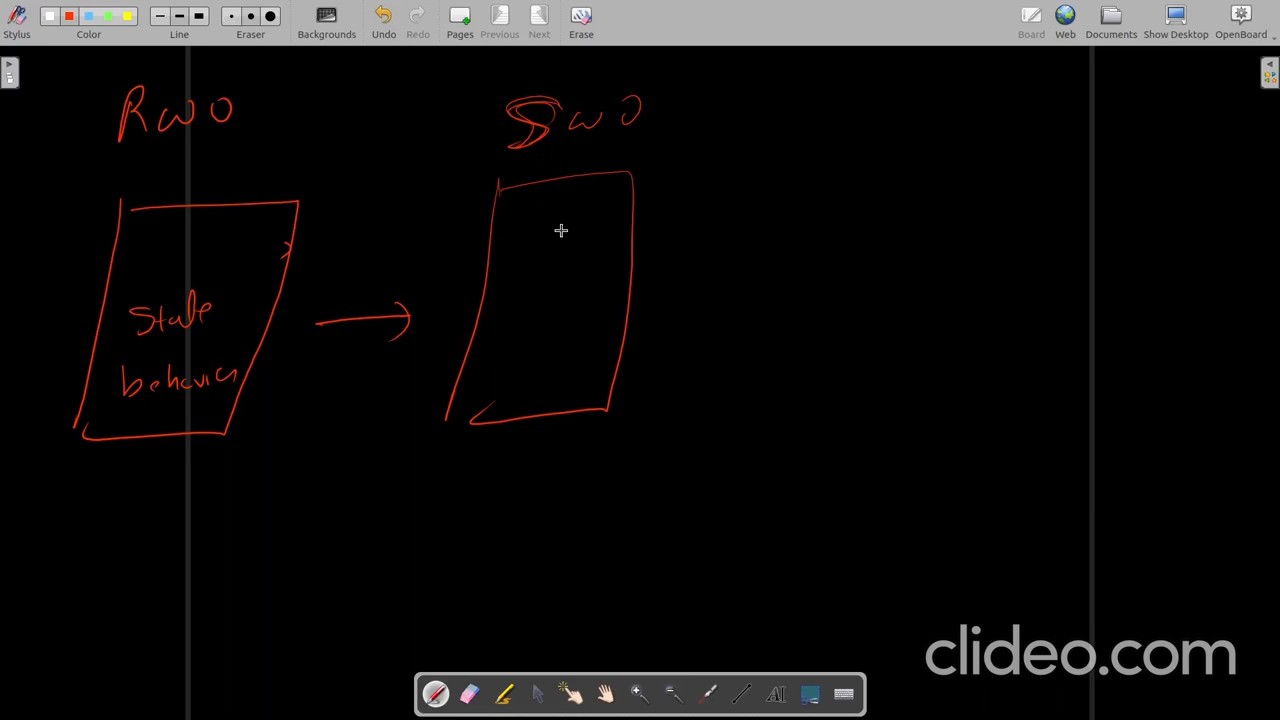 Stylus Color Line Eraser Backgrounds Undo Redo Pages Previous Next Erase Board Web Documents Show Desktop OpenBoard
RWO SWO
State
behavior
clideo.com
AI